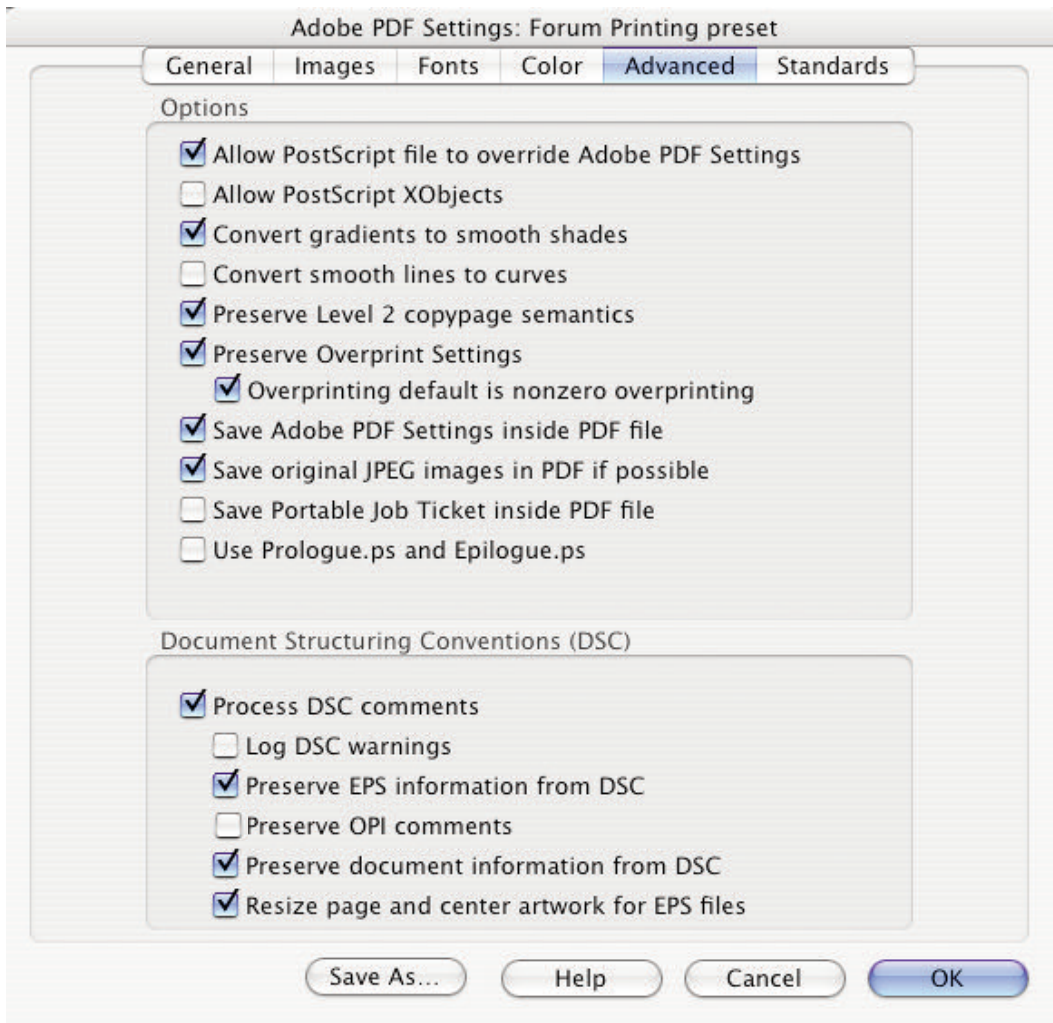 Adobe PDF Settings: Forum Printing preset
General Images Fonts Color Advanced Standards
Options
Allow PostScript file to override Adobe PDF Settings
Allow PostScript XObjects
Convert gradients to smooth shades
Convert smooth lines to curves
Preserve Level 2 copypage semantics
Preserve Overprint Settings
Overprinting default is nonzero overprinting
Save Adobe PDF Settings inside PDF file
Save original JPEG images in PDF if possible
Save Portable Job Ticket inside PDF file
Use Prologue.ps and Epilogue.ps
Document Structuring Conventions (DSC)
Process DSC comments
Log DSC warnings
Preserve EPS information from DSC
Preserve OPI comments
Preserve document information from DSC
Resize page and center artwork for EPS files
Save As... Help Cancel OK